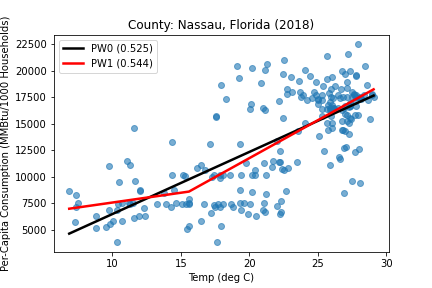 County: Nassau, Florida (2018)
Per-Capita Consumption (MMBtu/1000 Households)
22500
20000
17500
15000
12500
10000
7500
5000
PW0 (0.525)
PW1 (0.544)
10 15 20 25 30
Temp (deg C)